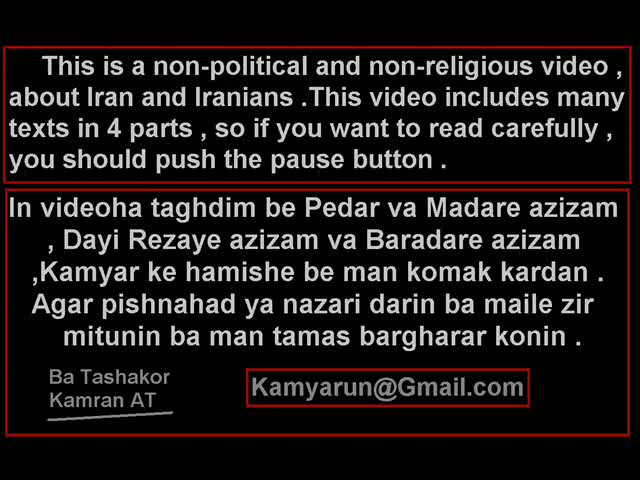 This is a non-political and non-religious video ,
about Iran and Iranians .This video includes many
texts in 4 parts , so if you want to read carefully ,
you should push the pause button .
In videoha taghdim be Pedar va Madare azizam
, Dayi Rezaye azizam va Baradare azizam
,Kamyar ke hamishe be man komak kardan .
Agar pishnahad ya nazari darin ba maile zir
mitunin ba man tamas bargharar konin .
Ba Tashakor
Kamran AT
Kamyarun@Gmail.com